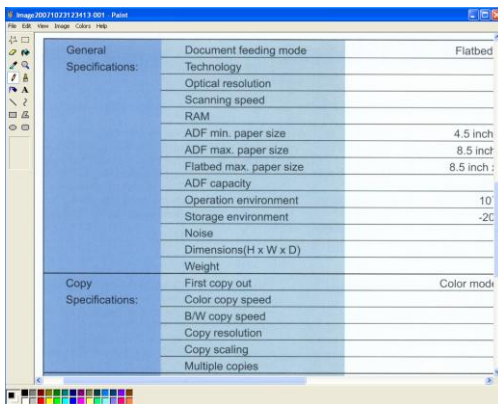 Image20071023123413-001 - Paint
File Edit View Image Colors Help
General Document feeding mode Flatbed
Specifications: Technology
Optical resolution
Scanning speed
RAM
ADF min. paper size 4.5 inch
ADF max. paper size 8.5 inch
Flatbed max. paper size 8.5 inch
ADF capacity
Operation environment 10
Storage environment -20
Noise
Dimensions(H x W x D)
Weight
Copy First copy out Color mode
Specifications: Color copy speed
B/W copy speed
Copy resolution
Copy scaling
Multiple copies